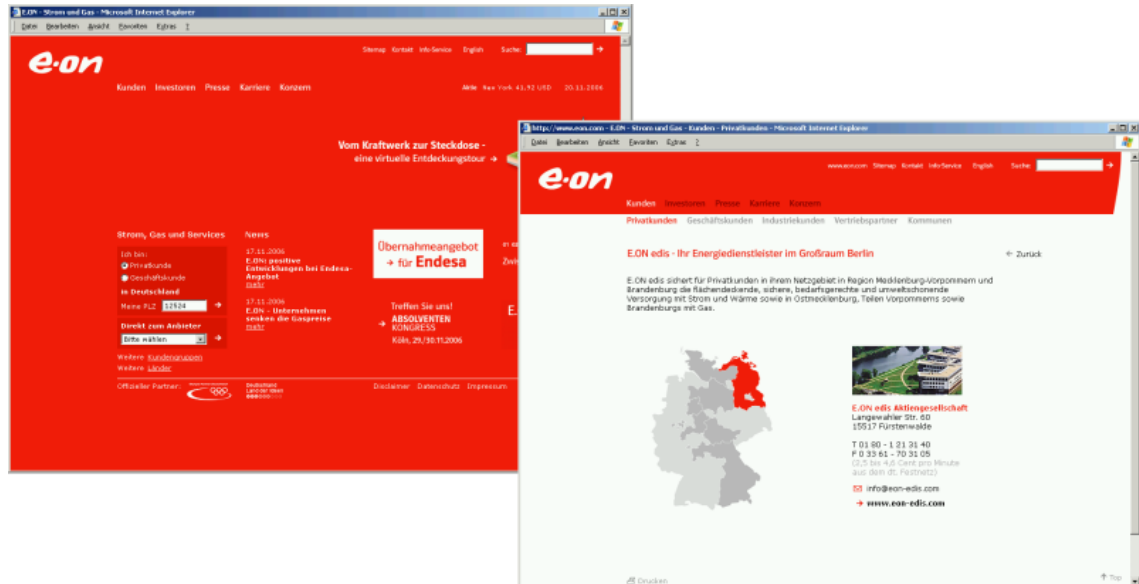 E.ON - Strom und Gas - Microsoft Internet Explorer
Datei Bearbeiten Ansicht Favoriten Extras ?
Sitemap Kontakt Info-Service English Suche:
e·on
Kunden Investoren Presse Karriere Konzern
Aktie New York 41,92 USD 20.11.2006
Vom Kraftwerk zur Steckdose -
eine virtuelle Entdeckungstour →
Strom, Gas und Services
Ich bin:
Privatkunde
Geschäftskunde
in Deutschland
Meine PLZ 12524
Direkt zum Anbieter
Bitte wählen
Weitere Kundengruppen
Weitere Länder
News
17.11.2006
E.ON: positive
Entwicklungen bei Endesa-
Angebot
mehr
17.11.2006
E.ON - Unternehmen
senken die Gaspreise
mehr
Übernahmeangebot
→ für Endesa
Treffen Sie uns!
→ ABSOLVENTEN
KONGRESS
Köln, 29./30.11.2006
Offizieller Partner:
Deutschland
Land der Ideen
Disclaimer Datenschutz Impressum
http://www.eon.com - E.ON - Strom und Gas - Kunden - Privatkunden - Microsoft Internet Explorer
Datei Bearbeiten Ansicht Favoriten Extras ?
www.eon.com Sitemap Kontakt Info-Service English Suche:
e·on
Kunden Investoren Presse Karriere Konzern
Privatkunden Geschäftskunden Industriekunden Vertriebspartner Kommunen
E.ON edis - Ihr Energiedienstleister im Großraum Berlin
← Zurück
E.ON edis sichert für Privatkunden in ihrem Netzgebiet in Region Mecklenburg-Vorpommern und
Brandenburg die flächendeckende, sichere, bedarfsgerechte und umweltschonende
Versorgung mit Strom und Wärme sowie in Ostmecklenburg, Teilen Vorpommerns sowie
Brandenburgs mit Gas.
E.ON edis Aktiengesellschaft
Langewahler Str. 60
15517 Fürstenwalde
T 01 80 - 1 21 31 40
F 0 33 61 - 70 31 05
(2,5 bis 4,6 Cent pro Minute
aus dem dt. Festnetz)
info@eon-edis.com
→ www.eon-edis.com
Drucken
↑ Top